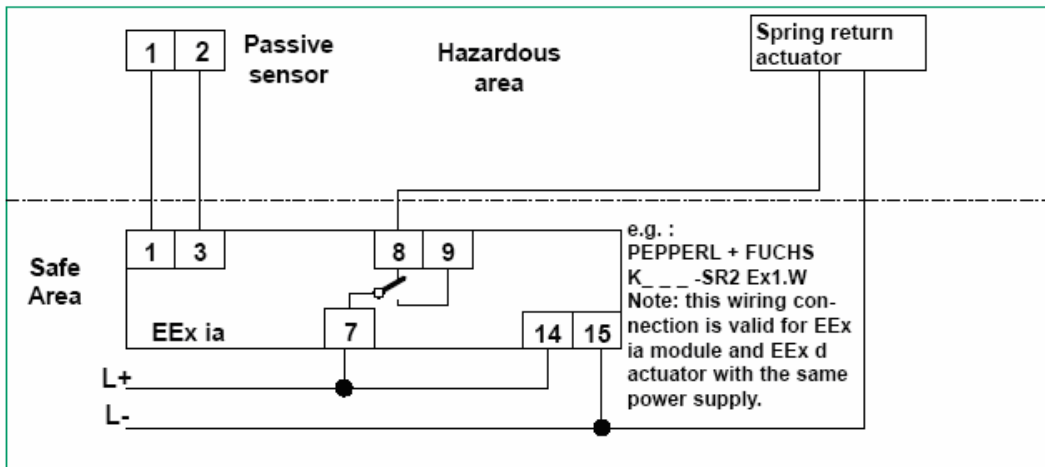 1 2
Passive
sensor
Hazardous
area
Spring return
actuator
Safe
Area
1 3
8 9
EEx ia
7
14 15
e.g. :
PEPPERL + FUCHS
K_ _ _ -SR2 Ex1.W
Note: this wiring con-
nection is valid for EEx
ia module and EEx d
actuator with the same
power supply.
L+
L-